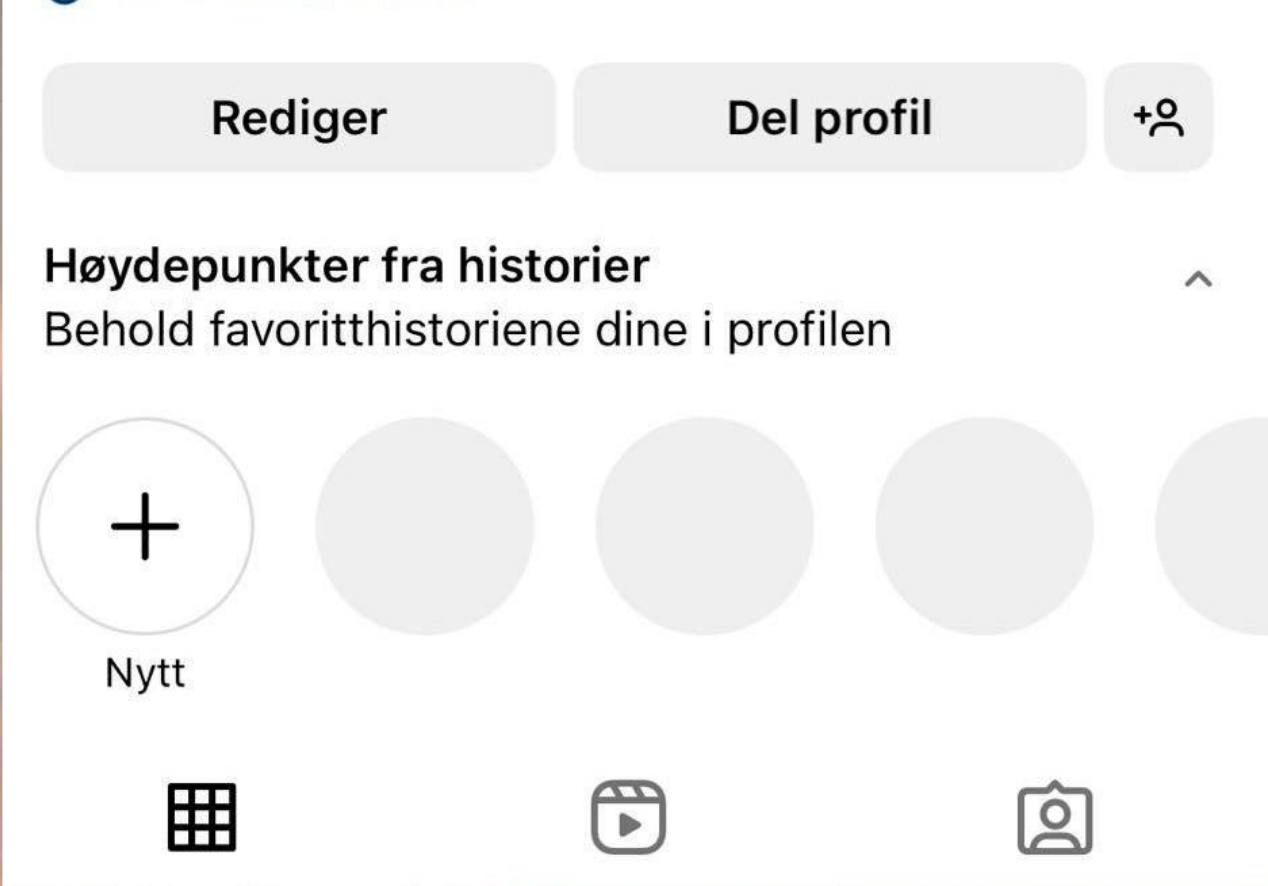 Rediger
Del profil
Høydepunkter fra historier
Behold favoritthistoriene dine i profilen
Nytt